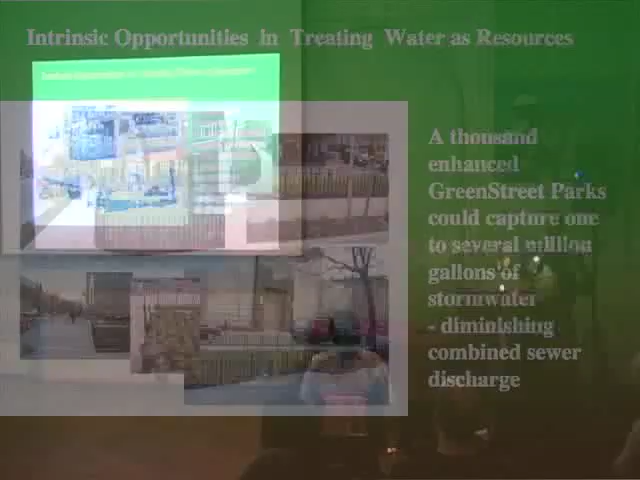 Intrinsic Opportunities in Treating Water as Resources
A thousand
enhanced
GreenStreet Parks
could capture one
to several million
gallons of
stormwater
- diminishing
combined sewer
discharge